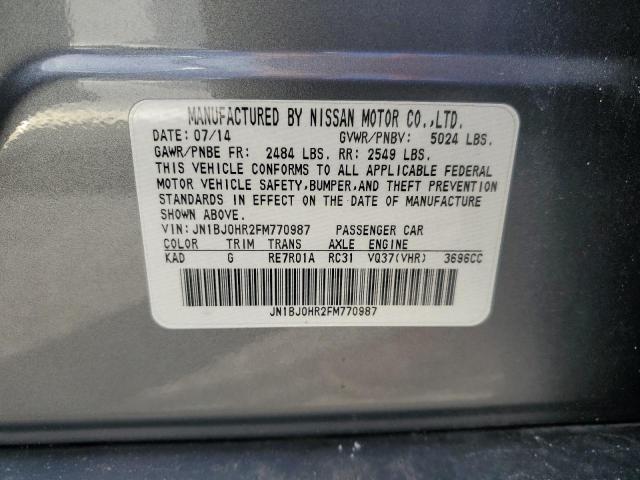 MANUFACTURED BY NISSAN MOTOR CO.,LTD.
DATE: 07/14 GVWR/PNBV: 5024 LBS.
GAWR/PNBE FR: 2484 LBS. RR: 2549 LBS.
THIS VEHICLE CONFORMS TO ALL APPLICABLE FEDERAL
MOTOR VEHICLE SAFETY,BUMPER,AND THEFT PREVENTION
STANDARDS IN EFFECT ON THE DATE OF MANUFACTURE
SHOWN ABOVE.
VIN:JN1BJ0HR2FM770987 PASSENGER CAR
COLOR TRIM TRANS AXLE ENGINE
KAD G RE7R01A RC31 VQ37(VHR) 3696CC
JN1BJ0HR2FM770987